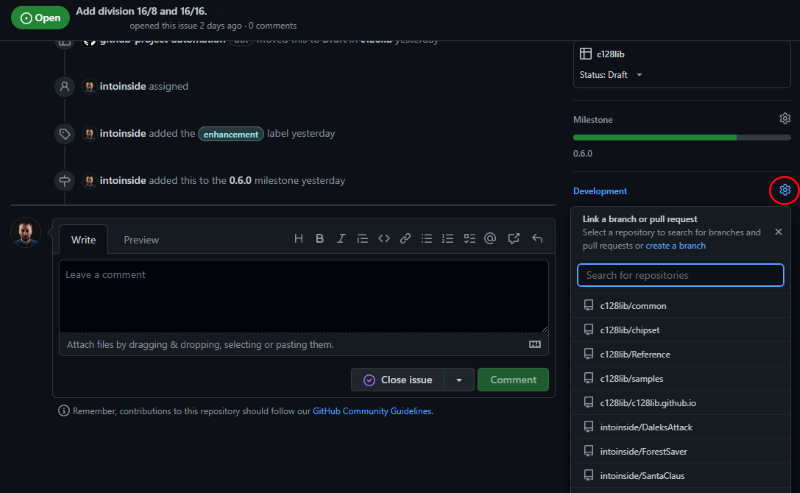 Open
Add division 16/8 and 16/16.
opened this issue 2 days ago · 0 comments
github-project-automation bot moved this to Draft in c128lib yesterday
intoinside assigned
intoinside added the enhancement label yesterday
intoinside added this to the 0.6.0 milestone yesterday
Write
Preview
Leave a comment
Attach files by dragging & dropping, selecting or pasting them.
Close issue
Comment
Remember, contributions to this repository should follow our GitHub Community Guidelines.
c128lib
Status: Draft
Milestone
0.6.0
Development
Link a branch or pull request
Select a repository to search for branches and
pull requests or create a branch
Search for repositories
c128lib/common
c128lib/chipset
c128lib/Reference
c128lib/samples
c128lib/c128lib.github.io
intoinside/DaleksAttack
intoinside/ForestSaver
intoinside/SantaClaus